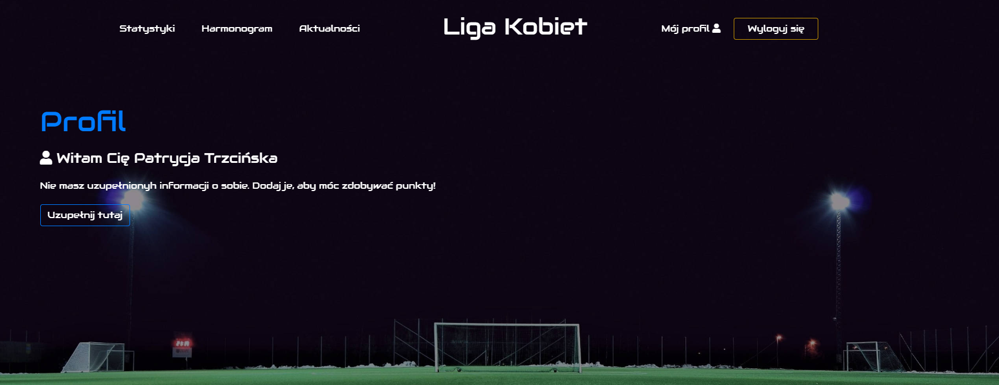 Statystyki Harmonogram Aktualności Liga Kobiet Mój profil Wyloguj się
Profil
Witam Cię Patrycja Trzcińska
Nie masz uzupełnionyh informacji o sobie. Dodaj je, aby móc zdobywać punkty!
Uzupełnij tutaj